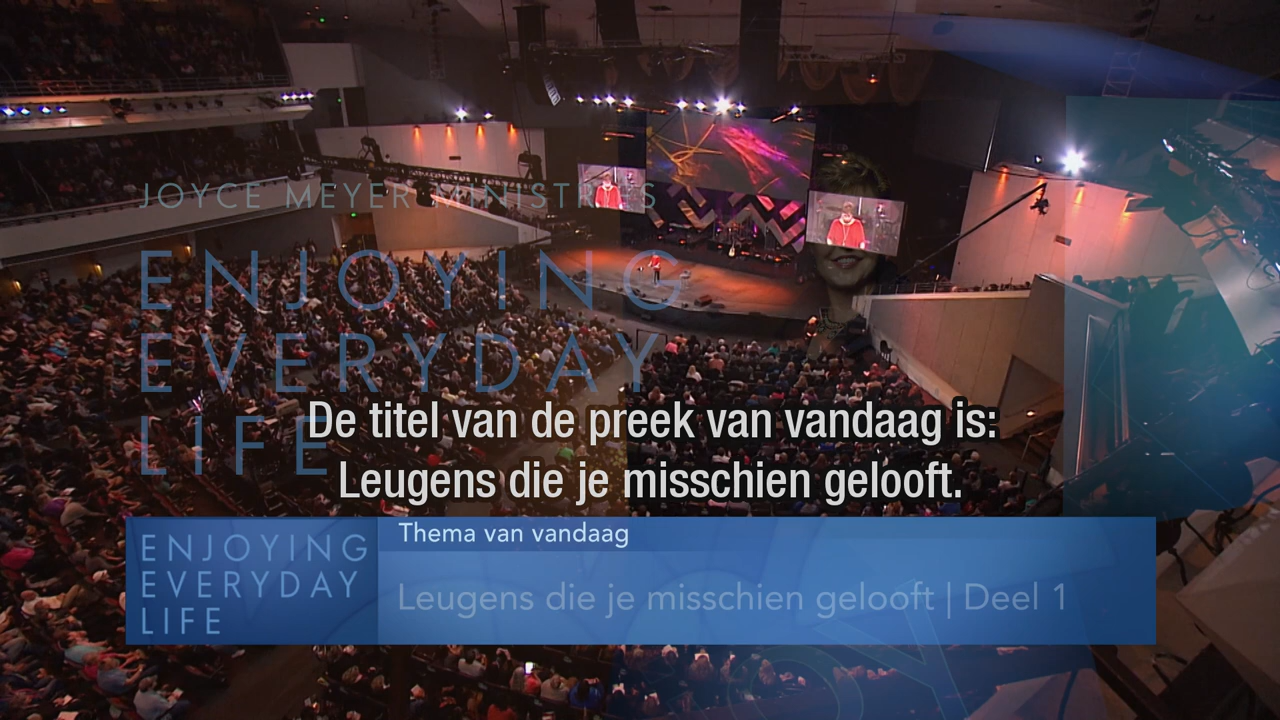 JOYCE MEYER MINISTRIES
ENJOYING
EVERYDAY
LIFE
De titel van de preek van vandaag is:
Leugens die je misschien gelooft.
ENJOYING
EVERYDAY
LIFE
Thema van vandaag
Leugens die je misschien gelooft | Deel 1